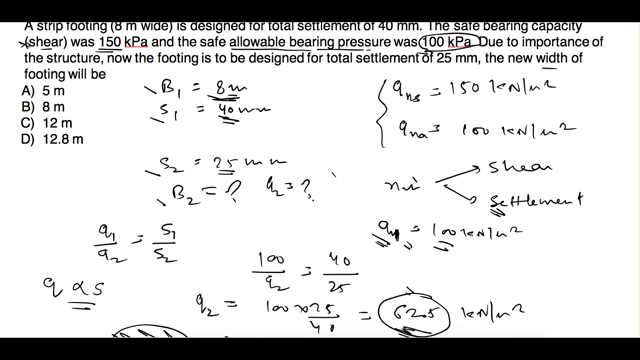 A strip footing (8 m wide) is designed for total settlement of 40 mm. The safe bearing capacity
(shear) was 150 kPa and the safe allowable bearing pressure was 100 kPa. Due to importance of
the structure, now the footing is to be designed for total settlement of 25 mm, the new width of
footing will be
A) 5 m
B) 8 m
C) 12 m
D) 12.8 m
B1 = 8m
S1 = 40mm
qns = 150 kN/m2
qna = 100 kN/m2
S2 = 25 mm
B2 = ? q2 = ?
min
Shear
Settlement
q1 = 100 kN/m2
q1/q2 = S1/S2
q α S
100/q2 = 40/25
q2 = 100×25/40 = 62.5 kN/m2